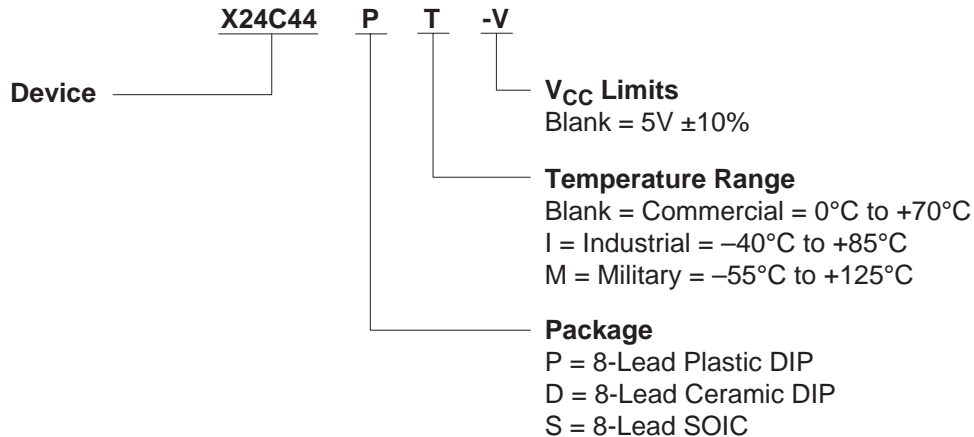 X24C44 P T -V
Device
VCC Limits
Blank = 5V ±10%
Temperature Range
Blank = Commercial = 0°C to +70°C
I = Industrial = –40°C to +85°C
M = Military = –55°C to +125°C
Package
P = 8-Lead Plastic DIP
D = 8-Lead Ceramic DIP
S = 8-Lead SOIC